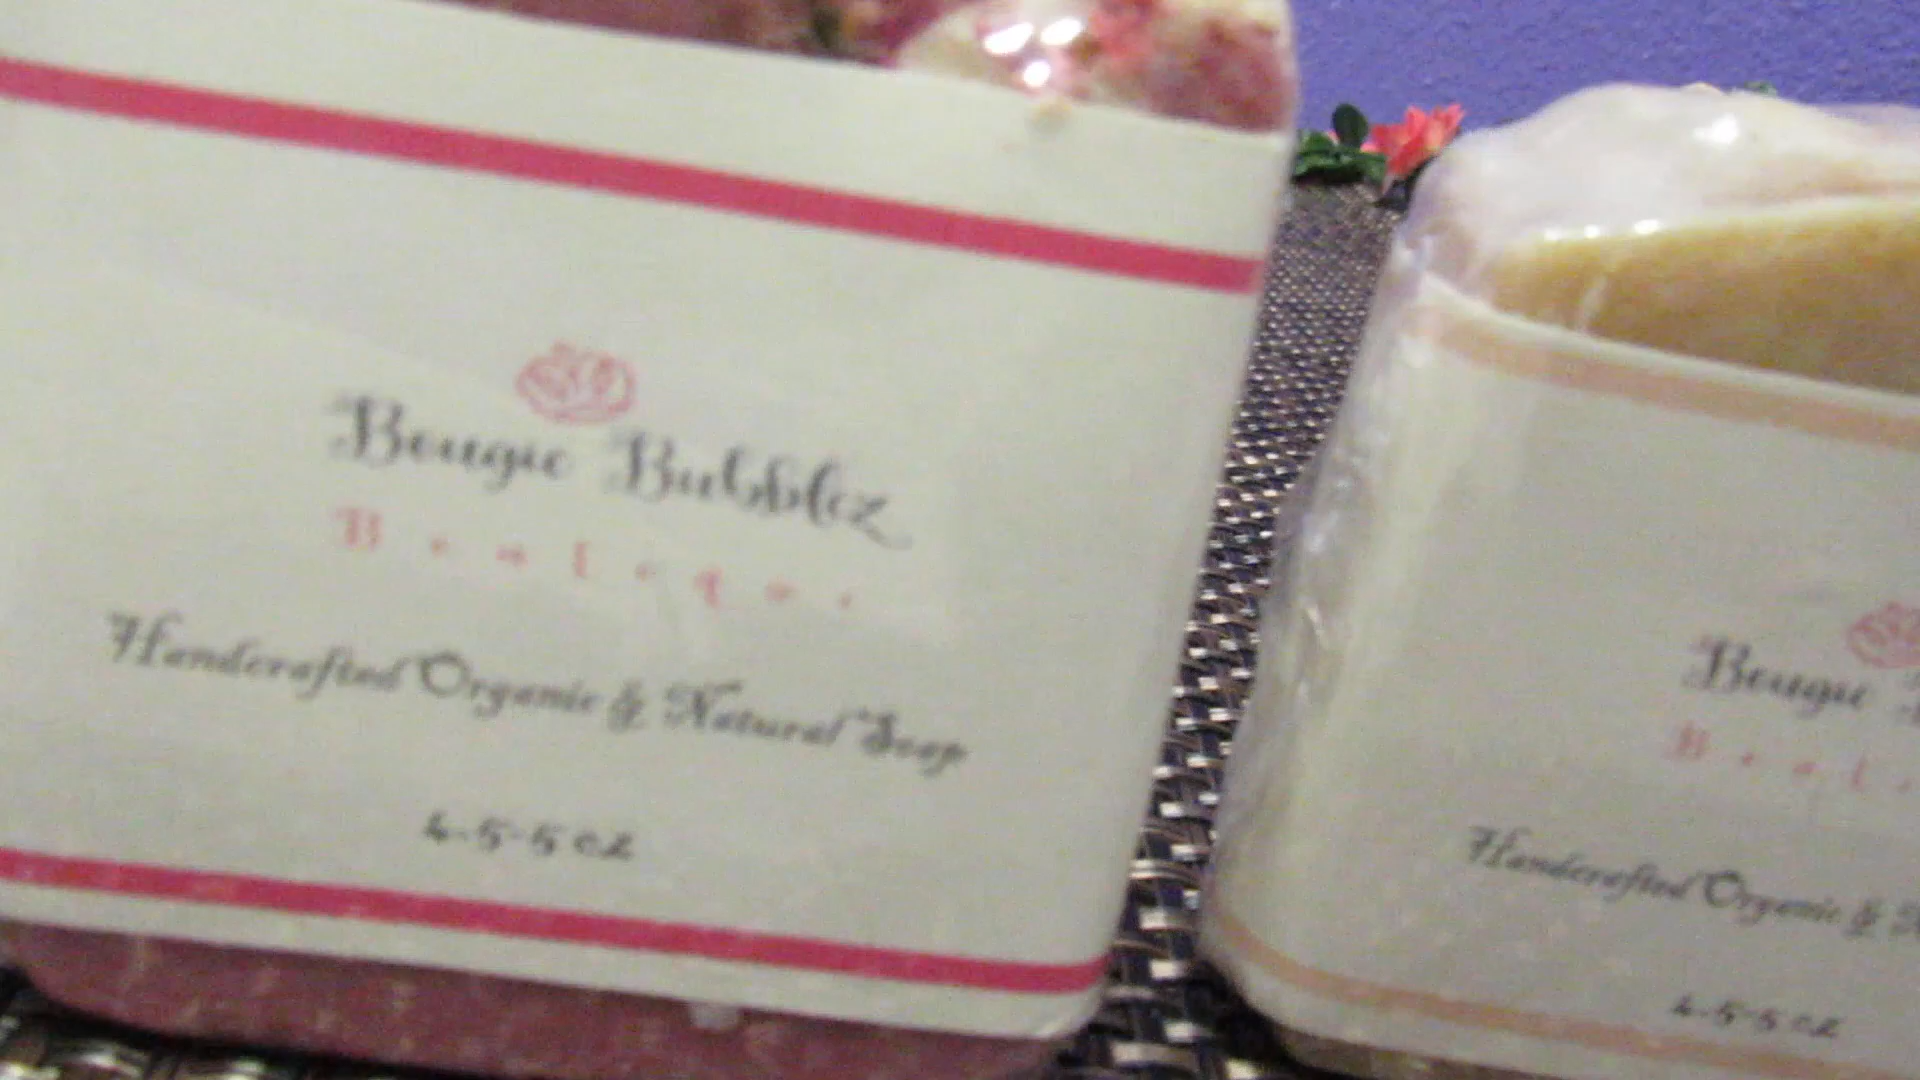 Bougie Bubblez
Handcrafted Organic & Natural Soap
4-5-5 oz
Bougie
Handcrafted Organic &
4-5-5 oz